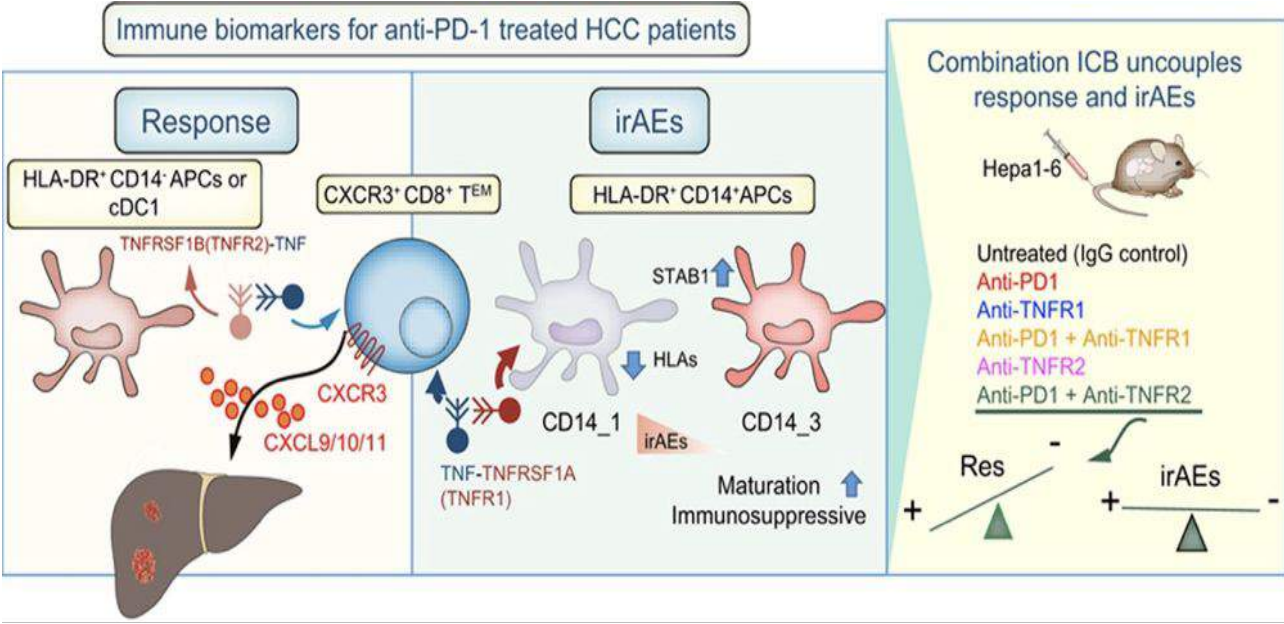 Immune biomarkers for anti-PD-1 treated HCC patients
Response
HLA-DR⁺ CD14⁻ APCs or
cDC1
TNFRSF1B(TNFR2)-TNF
CXCR3⁺ CD8⁺ Tᴱᴹ
CXCR3
CXCL9/10/11
irAEs
HLA-DR⁺ CD14⁺APCs
STAB1
HLAs
CD14_1
CD14_3
irAEs
TNF-TNFRSF1A
(TNFR1)
Maturation
Immunosuppressive
Combination ICB uncouples
response and irAEs
Hepa1-6
Untreated (IgG control)
Anti-PD1
Anti-TNFR1
Anti-PD1 + Anti-TNFR1
Anti-TNFR2
Anti-PD1 + Anti-TNFR2
Res
+
-
irAEs
+
-